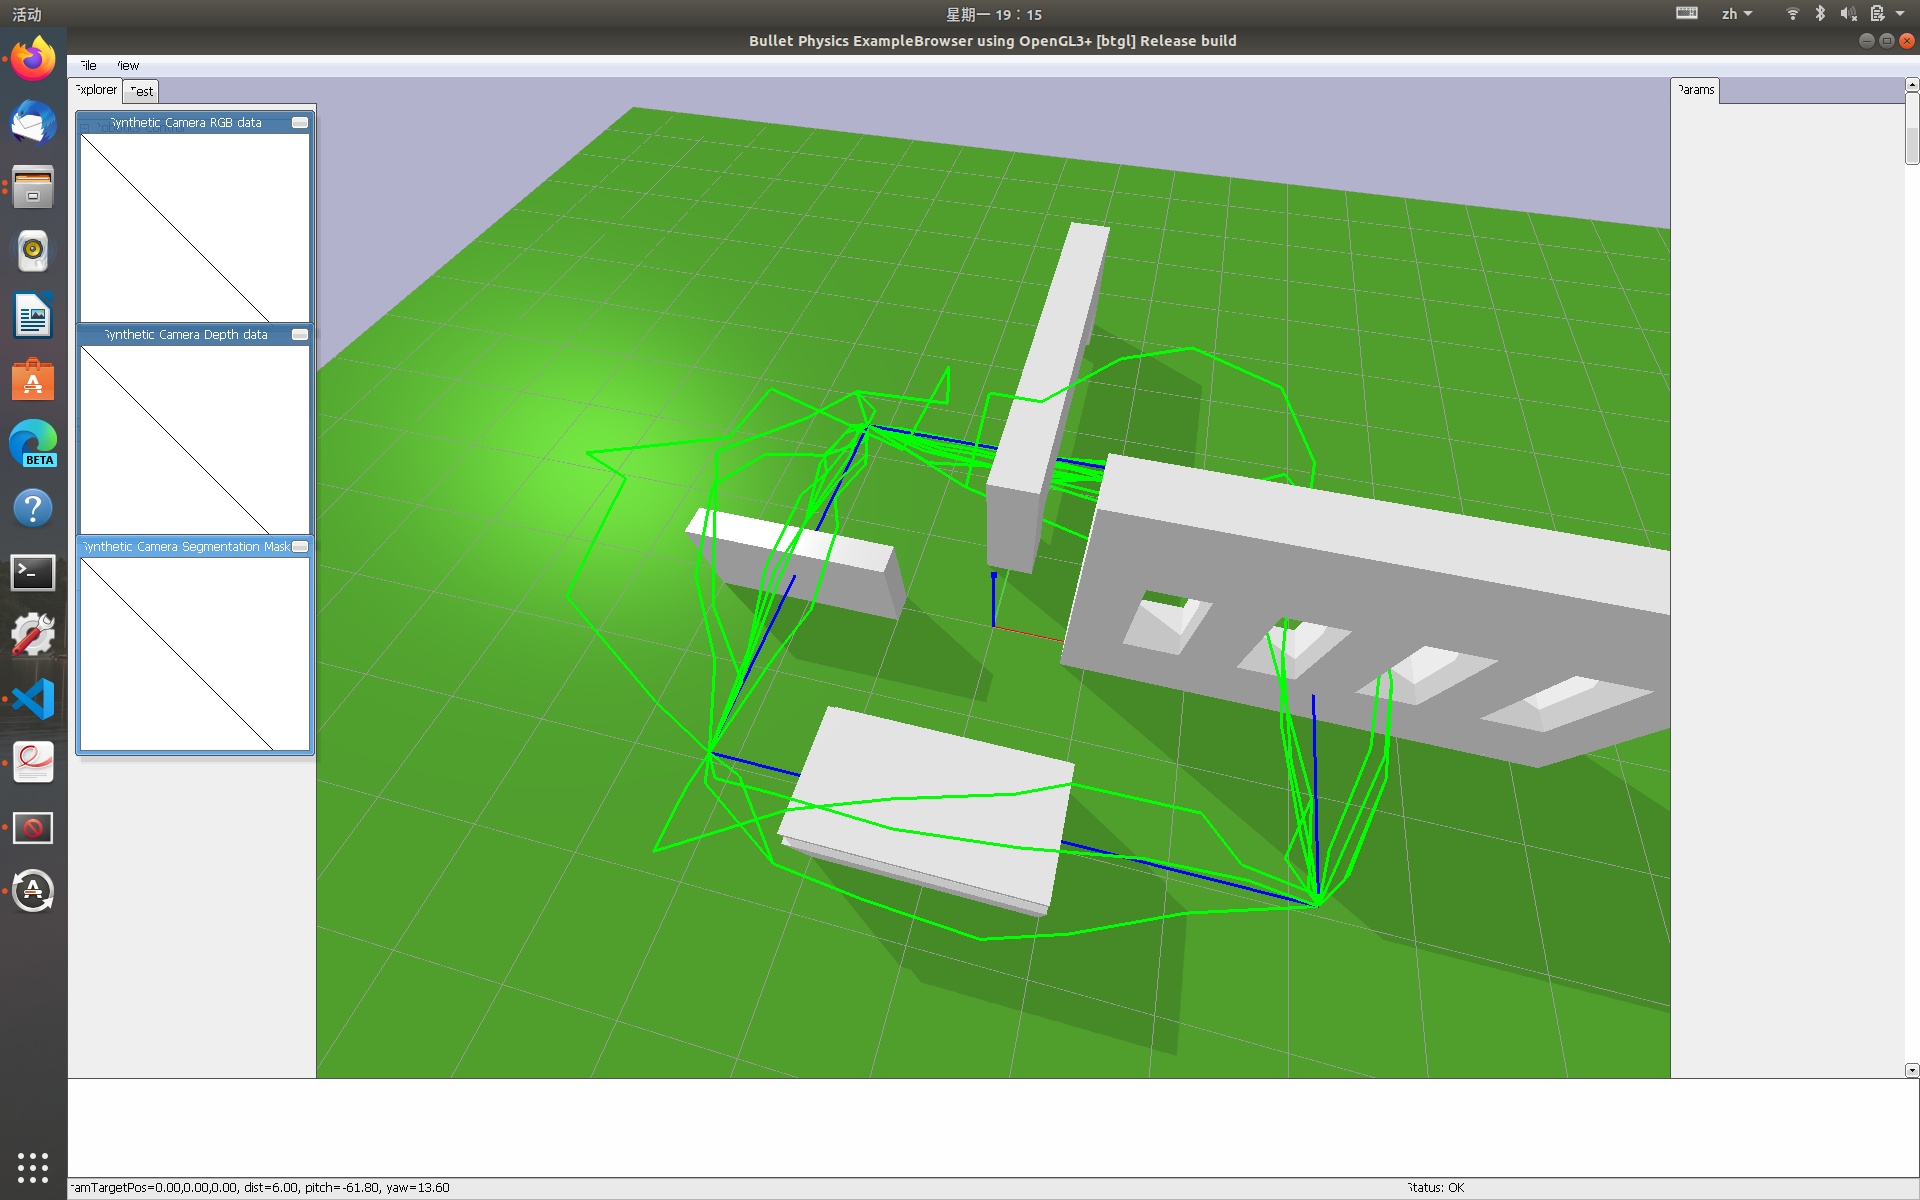 活动
星期一 19：15
zh
Bullet Physics ExampleBrowser using OpenGL3+ [btgl] Release build
File View
Explorer Test
Params
Synthetic Camera RGB data
Synthetic Camera Depth data
Synthetic Camera Segmentation Mask
BETA
camTargetPos=0.00,0.00,0.00, dist=6.00, pitch=-61.80, yaw=13.60
Status: OK